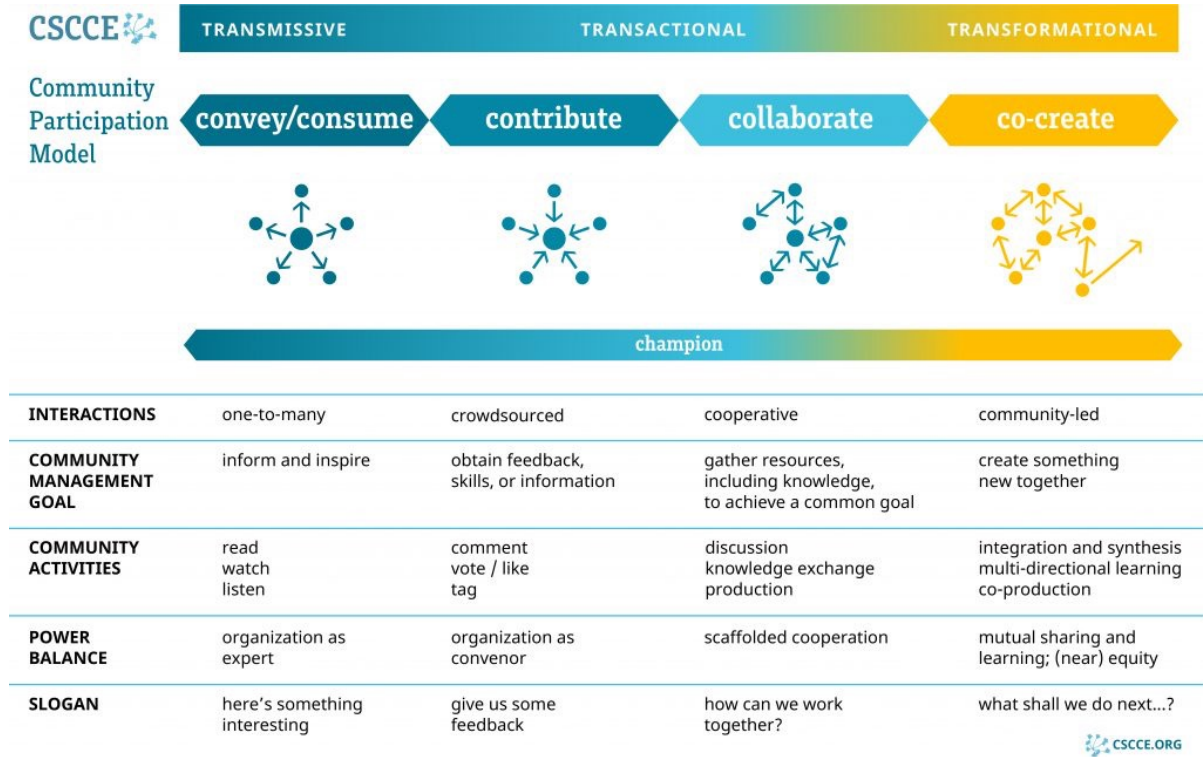 CSCCE
TRANSMISSIVE TRANSACTIONAL TRANSFORMATIONAL
Community
Participation
Model
convey/consume contribute collaborate co-create
champion
INTERACTIONS one-to-many crowdsourced cooperative community-led
COMMUNITY inform and inspire obtain feedback, gather resources, create something
MANAGEMENT skills, or information including knowledge, new together
GOAL to achieve a common goal
COMMUNITY read comment discussion integration and synthesis
ACTIVITIES watch vote / like knowledge exchange multi-directional learning
listen tag production co-production
POWER organization as organization as scaffolded cooperation mutual sharing and
BALANCE expert convenor learning; (near) equity
SLOGAN here's something give us some how can we work what shall we do next...?
interesting feedback together?
CSCCE.ORG